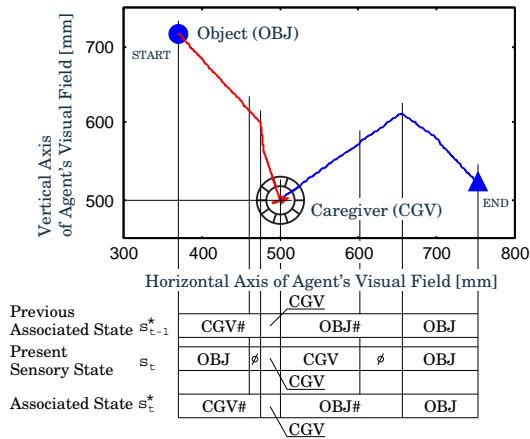 700
600
500
Vertical Axis
of Agent's Visual Field [mm]
Object (OBJ)
START
Caregiver (CGV)
END
300 400 500 600 700 800
Horizontal Axis of Agent's Visual Field [mm]
CGV
Previous
Associated State s*t-1
CGV# OBJ# OBJ
Present
Sensory State st
OBJ ø CGV ø OBJ
CGV
Associated State s*t
CGV# OBJ# OBJ
CGV